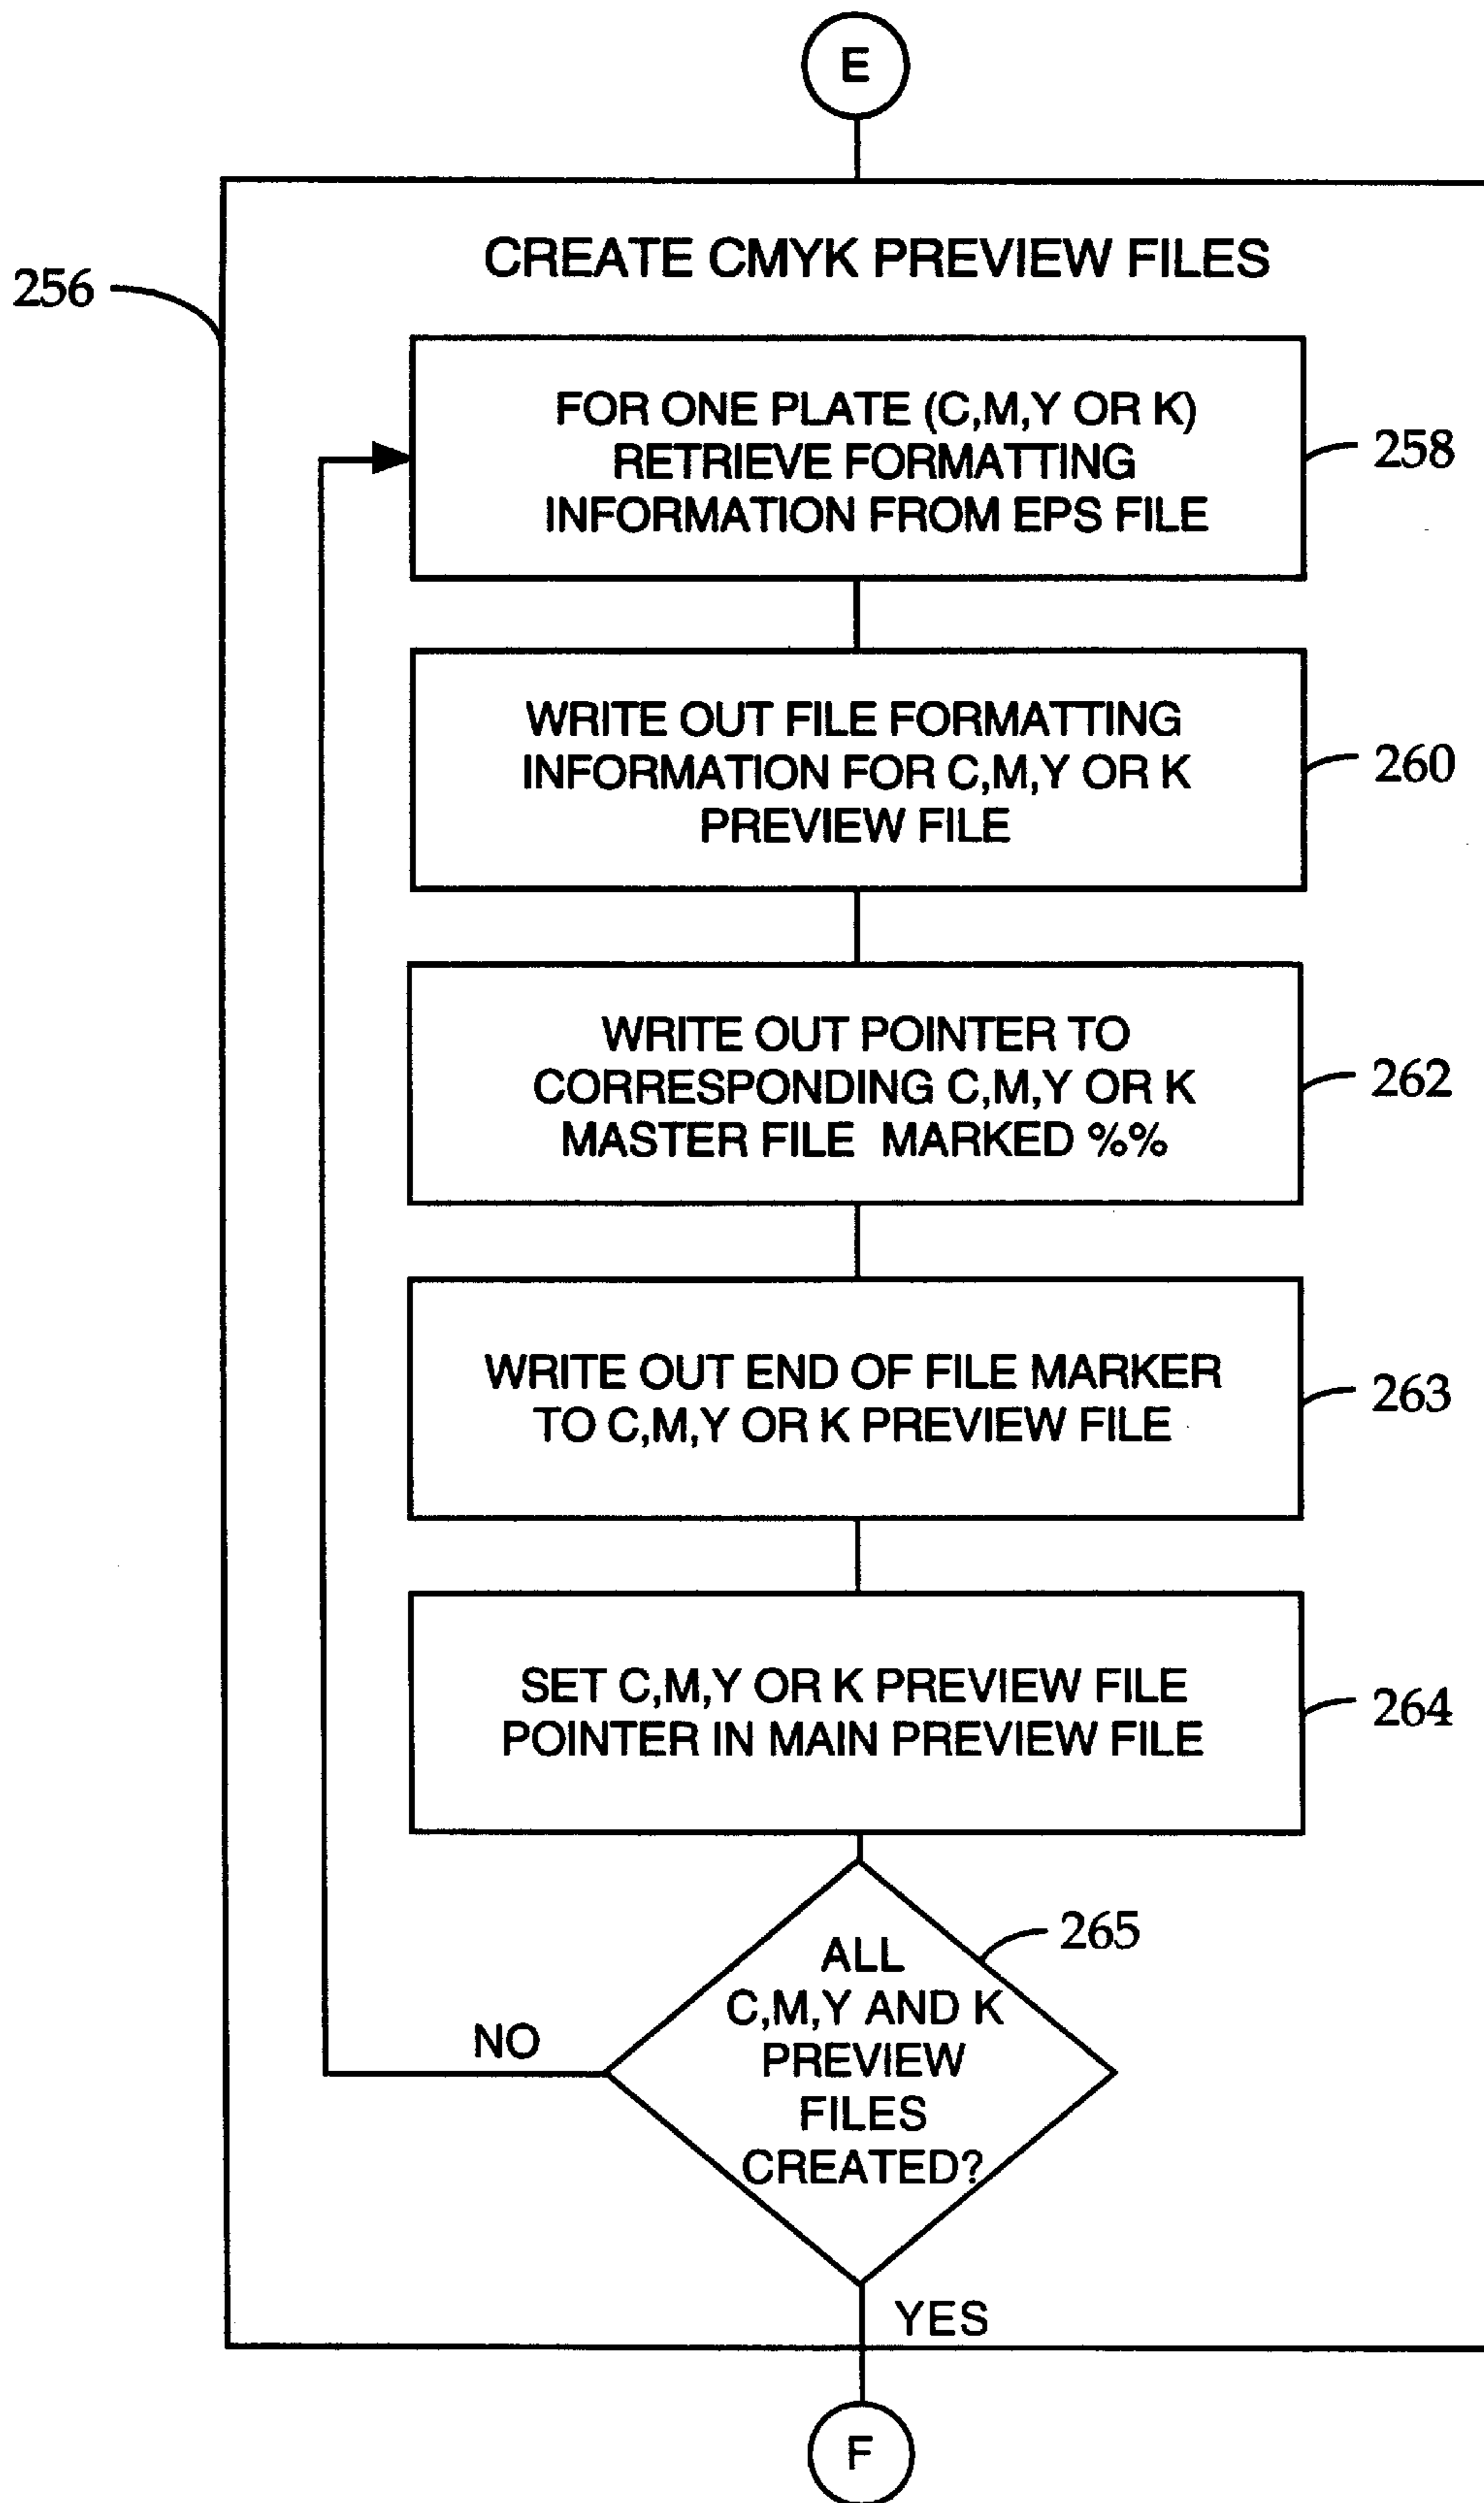 E
CREATE CMYK PREVIEW FILES
256
FOR ONE PLATE (C,M,Y OR K)
RETRIEVE FORMATTING
INFORMATION FROM EPS FILE
258
WRITE OUT FILE FORMATTING
INFORMATION FOR C,M,Y OR K
PREVIEW FILE
260
WRITE OUT POINTER TO
CORRESPONDING C,M,Y OR K
MASTER FILE MARKED %%
262
WRITE OUT END OF FILE MARKER
TO C,M,Y OR K PREVIEW FILE
263
SET C,M,Y OR K PREVIEW FILE
POINTER IN MAIN PREVIEW FILE
264
265
ALL
C,M,Y AND K
PREVIEW
FILES
CREATED?
NO
YES
F